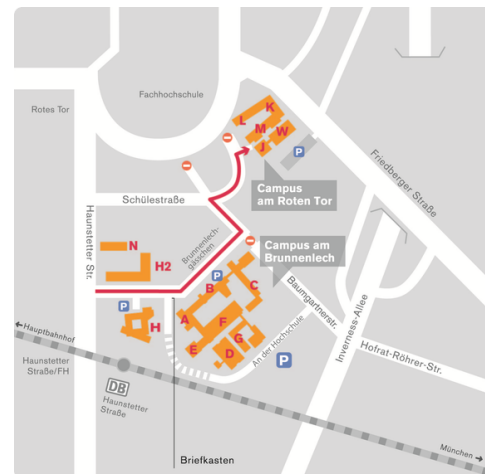 Rotes Tor
Fachhochschule
K
L
M
W
J
P
Friedberger Straße
Campus
am Roten Tor
Schülestraße
Haunstetter Str.
Brunnenlech-
gässchen
Campus am
Brunnenlech
N
H2
P
B
C
P
H
A
F
G
E
D
Baumgartnerstr.
An der Hochschule
P
Inverness-Allee
Hofrat-Röhrer-Str.
Hauptbahnhof
Haunstetter
Straße/FH
DB
Haunstetter
Straße
München
Briefkasten